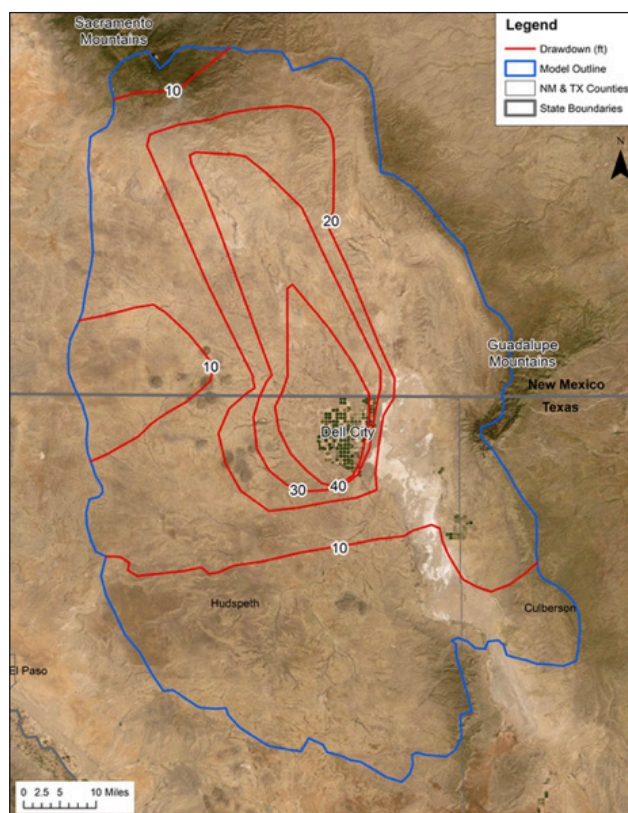 Sacramento
Mountains
Legend
Drawdown (ft)
Model Outline
NM & TX Counties
State Boundaries
N
10
20
10
Guadalupe
Mountains
New Mexico
Texas
Dell City
30
40
10
Hudspeth
Culberson
El Paso
0 2.5 5 10 Miles